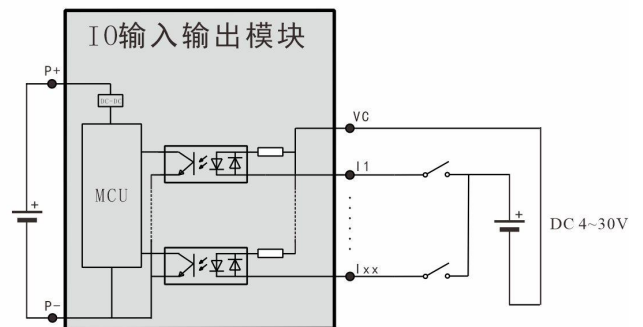 IO输入输出模块
P+
DC-DC
VC
I1
MCU
+
+
DC 4~30V
Ixx
P-